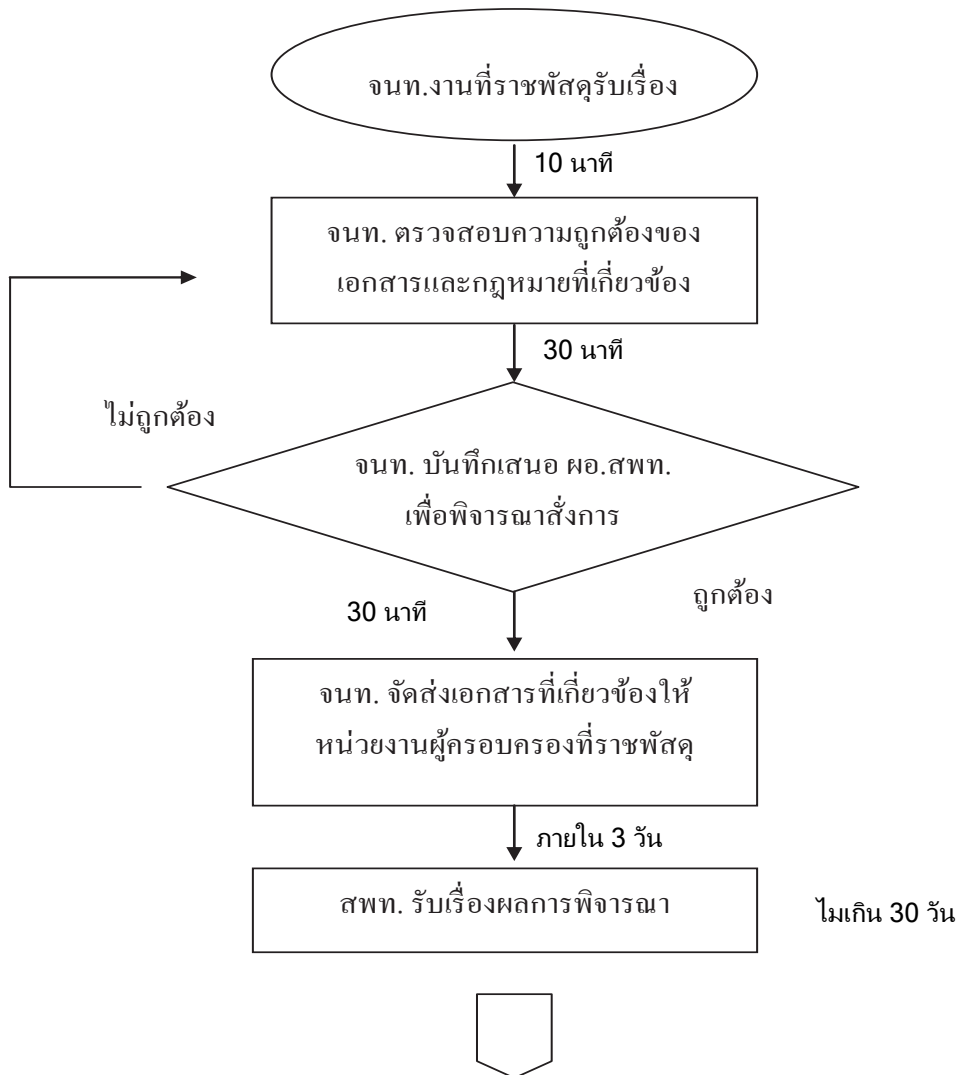 จนท.งานที่ราชพัสดุรับเรื่อง
10 นาที
จนท. ตรวจสอบความถูกต้องของ
เอกสารและกฎหมายที่เกี่ยวข้อง
30 นาที
ไม่ถูกต้อง
จนท. บันทึกเสนอ ผอ.สพท.
เพื่อพิจารณาสั่งการ
ถูกต้อง
30 นาที
จนท. จัดส่งเอกสารที่เกี่ยวข้องให้
หน่วยงานผู้ครอบครองที่ราชพัสดุ
ภายใน 3 วัน
สพท. รับเรื่องผลการพิจารณา
ไมเกิน 30 วัน